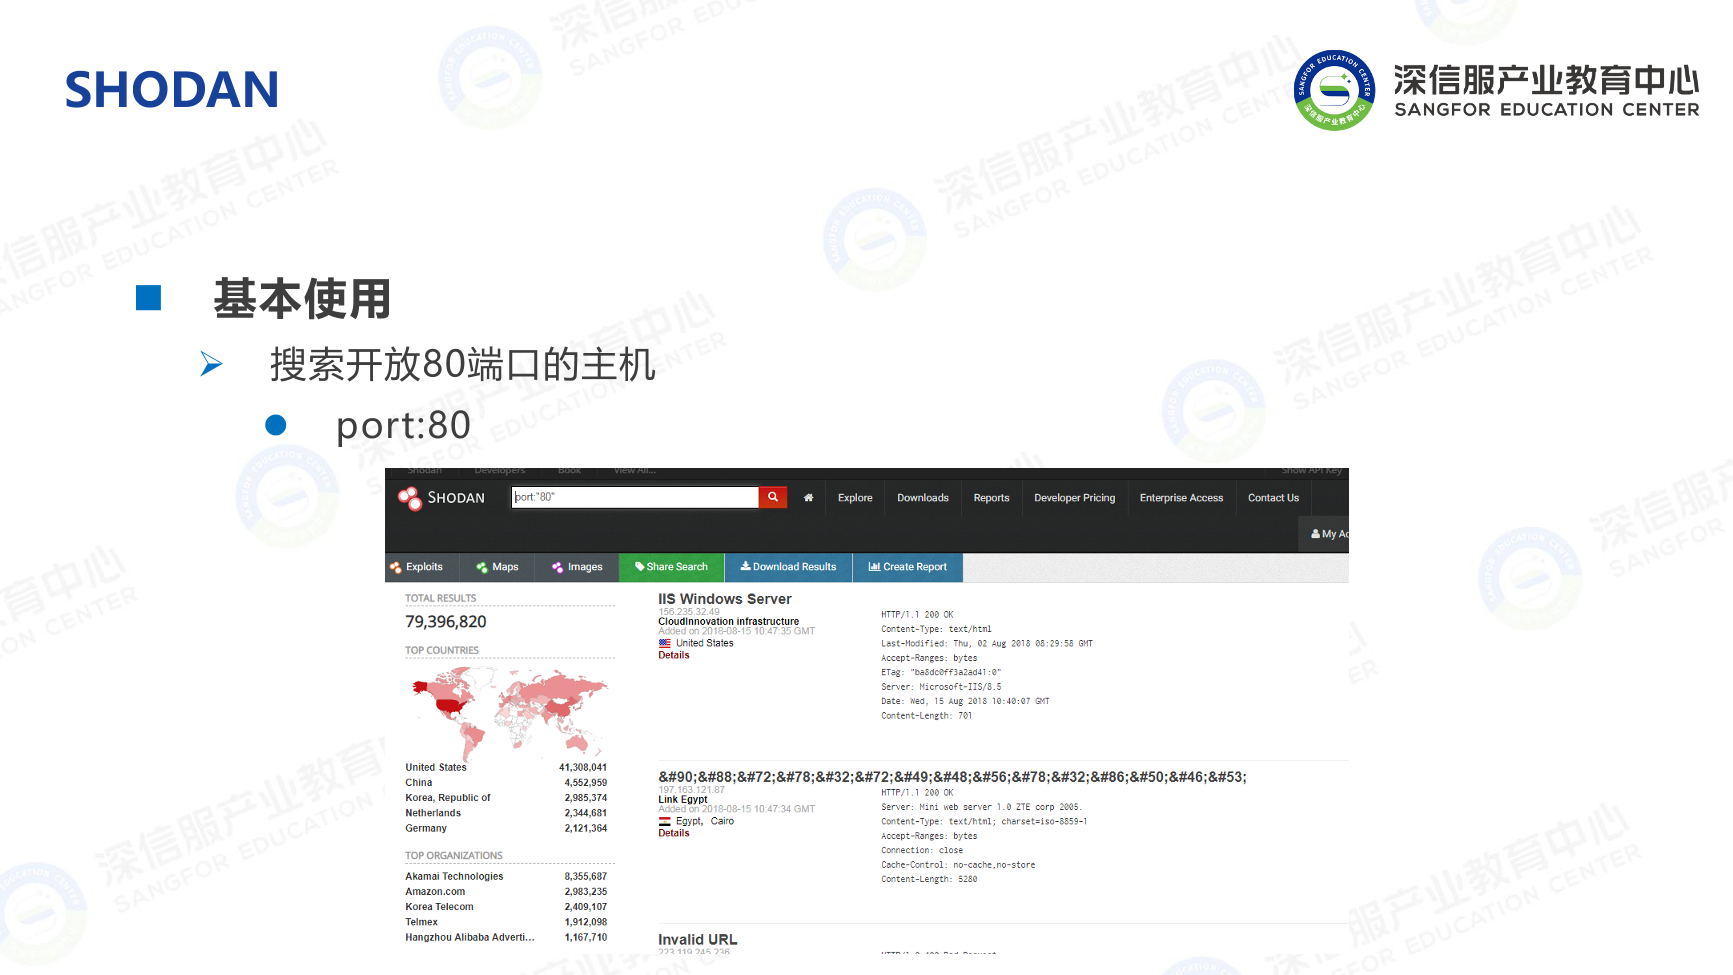 SHODAN
深信服产业教育中心
SANGFOR EDUCATION CENTER
基本使用
搜索开放80端口的主机
port:80
Shodan Developers Book View All... Show API Key
SHODAN port:"80" Explore Downloads Reports Developer Pricing Enterprise Access Contact Us
My Ac
Exploits Maps Images Share Search Download Results Create Report
TOTAL RESULTS
79,396,820
TOP COUNTRIES
United States 41,308,041
China 4,552,959
Korea, Republic of 2,985,374
Netherlands 2,344,681
Germany 2,121,364
TOP ORGANIZATIONS
Akamai Technologies 8,355,687
Amazon.com 2,983,235
Korea Telecom 2,409,107
Telmex 1,912,098
Hangzhou Alibaba Adverti... 1,167,710
IIS Windows Server
156.235.32.49
CloudInnovation infrastructure
Added on 2018-08-15 10:47:35 GMT
United States
Details
HTTP/1.1 200 OK
Content-Type: text/html
Last-Modified: Thu, 02 Aug 2018 08:29:58 GMT
Accept-Ranges: bytes
ETag: "ba8dc0ff3a2ad41:0"
Server: Microsoft-IIS/8.5
Date: Wed, 15 Aug 2018 10:40:07 GMT
Content-Length: 701
&#90;&#88;&#72;&#78;&#32;&#72;&#49;&#48;&#56;&#78;&#32;&#86;&#50;&#46;&#53;
197.163.121.87
Link Egypt
Added on 2018-08-15 10:47:34 GMT
Egypt, Cairo
Details
HTTP/1.1 200 OK
Server: Mini web server 1.0 ZTE corp 2005.
Content-Type: text/html; charset=iso-8859-1
Accept-Ranges: bytes
Connection: close
Cache-Control: no-cache,no-store
Content-Length: 5280
Invalid URL
223.119.245.236